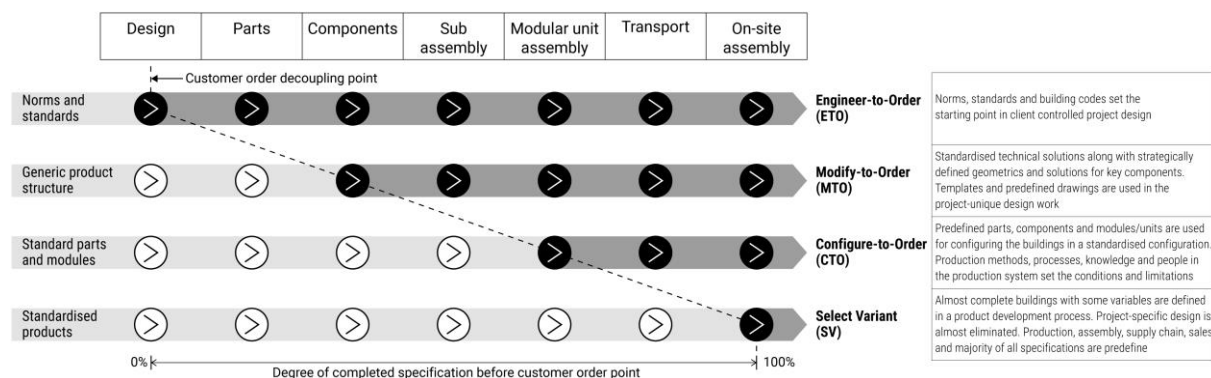 Design
Parts
Components
Sub
assembly
Modular unit
assembly
Transport
On-site
assembly
Customer order decoupling point
Norms and
standards
Engineer-to-Order
(ETO)
Norms, standards and building codes set the
starting point in client controlled project design
Generic product
structure
Modify-to-Order
(MTO)
Standardised technical solutions along with strategically
defined geometrics and solutions for key components.
Templates and predefined drawings are used in the
project-unique design work
Standard parts
and modules
Configure-to-Order
(CTO)
Predefined parts, components and modules/units are used
for configuring the buildings in a standardised configuration.
Production methods, processes, knowledge and people in
the production system set the conditions and limitations
Standardised
products
Select Variant
(SV)
Almost complete buildings with some variables are defined
in a product development process. Project-specific design is
almost eliminated. Production, assembly, supply chain, sales
and majority of all specifications are predefine
0%
100%
Degree of completed specification before customer order point